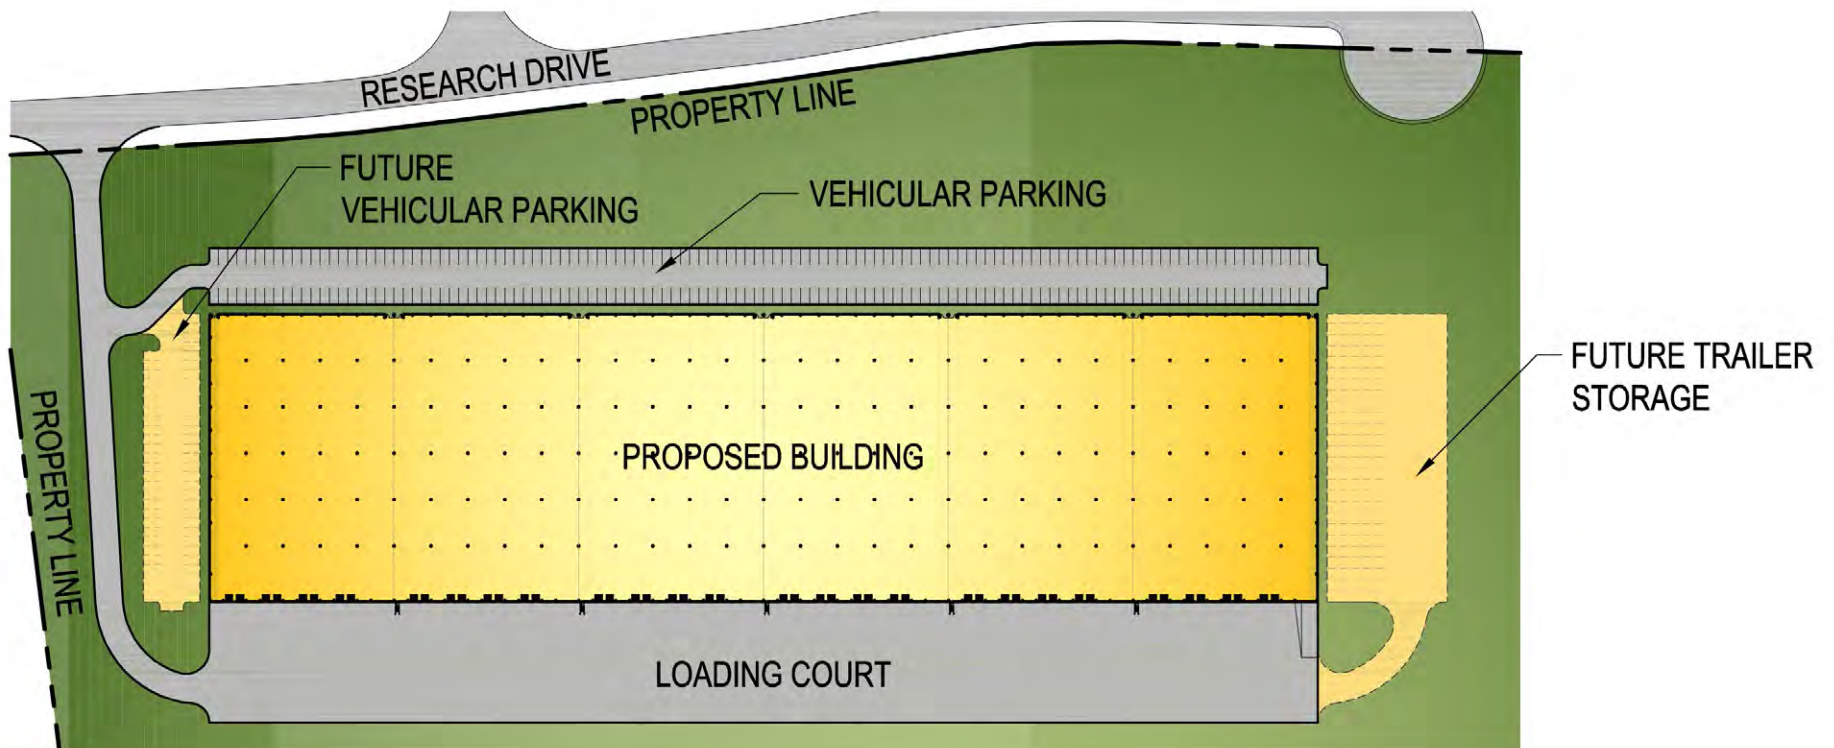 RESEARCH DRIVE
PROPERTY LINE
FUTURE
VEHICULAR PARKING
VEHICULAR PARKING
FUTURE TRAILER
STORAGE
PROPERTY LINE
PROPOSED BUILDING
LOADING COURT